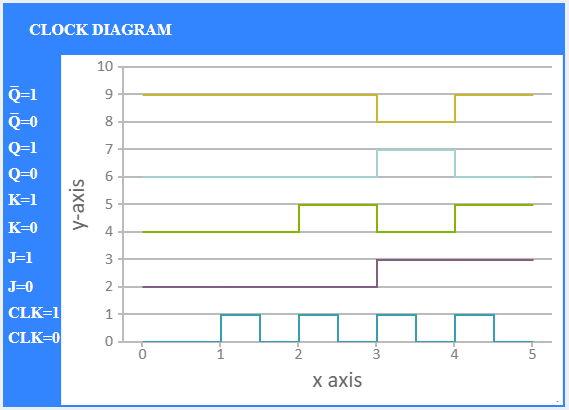 CLOCK DIAGRAM
Q̅=1
Q̅=0
Q=1
Q=0
K=1
K=0
J=1
J=0
CLK=1
CLK=0
y-axis
10
9
8
7
6
5
4
3
2
1
0
0 1 2 3 4 5
x axis